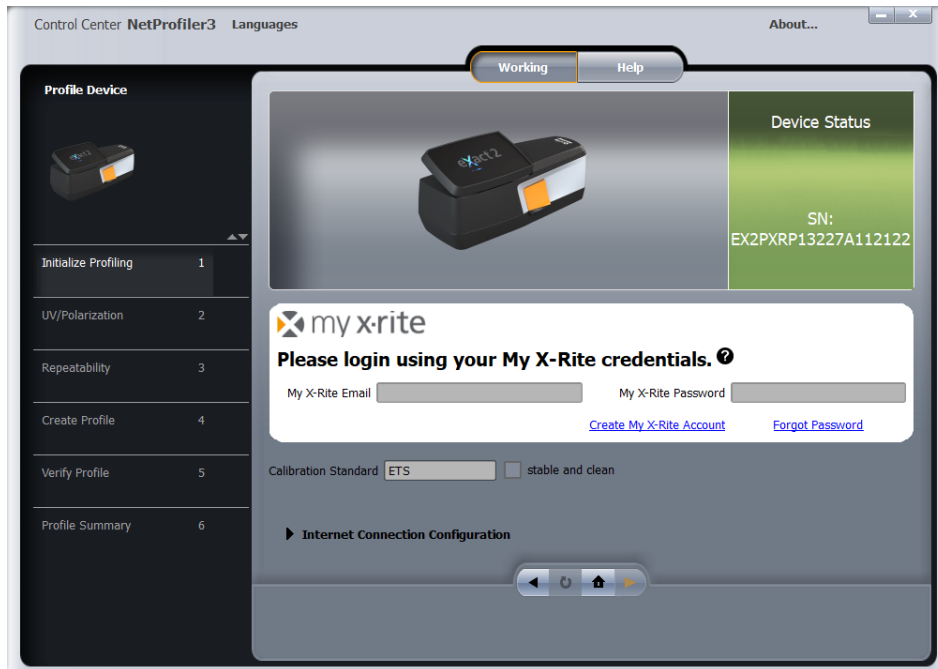 Control Center NetProfiler3 Languages About...
Working Help
Profile Device
eXact2
eXact2
Device Status
SN:
EX2PXRP13227A112122
Initialize Profiling 1
UV/Polarization 2
Repeatability 3
Create Profile 4
Verify Profile 5
Profile Summary 6
my x·rite
Please login using your My X-Rite credentials. ?
My X-Rite Email My X-Rite Password
Create My X-Rite Account Forgot Password
Calibration Standard ETS stable and clean
Internet Connection Configuration